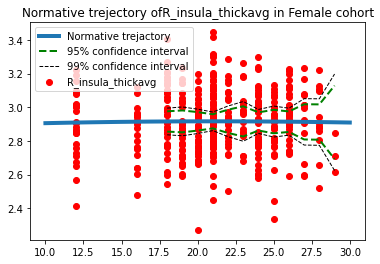 Normative trejectory ofR_insula_thickavg in Female cohort
Normative trejactory
95% confidence interval
99% confidence interval
R_insula_thickavg
3.4
3.2
3.0
2.8
2.6
2.4
10.0 12.5 15.0 17.5 20.0 22.5 25.0 27.5 30.0